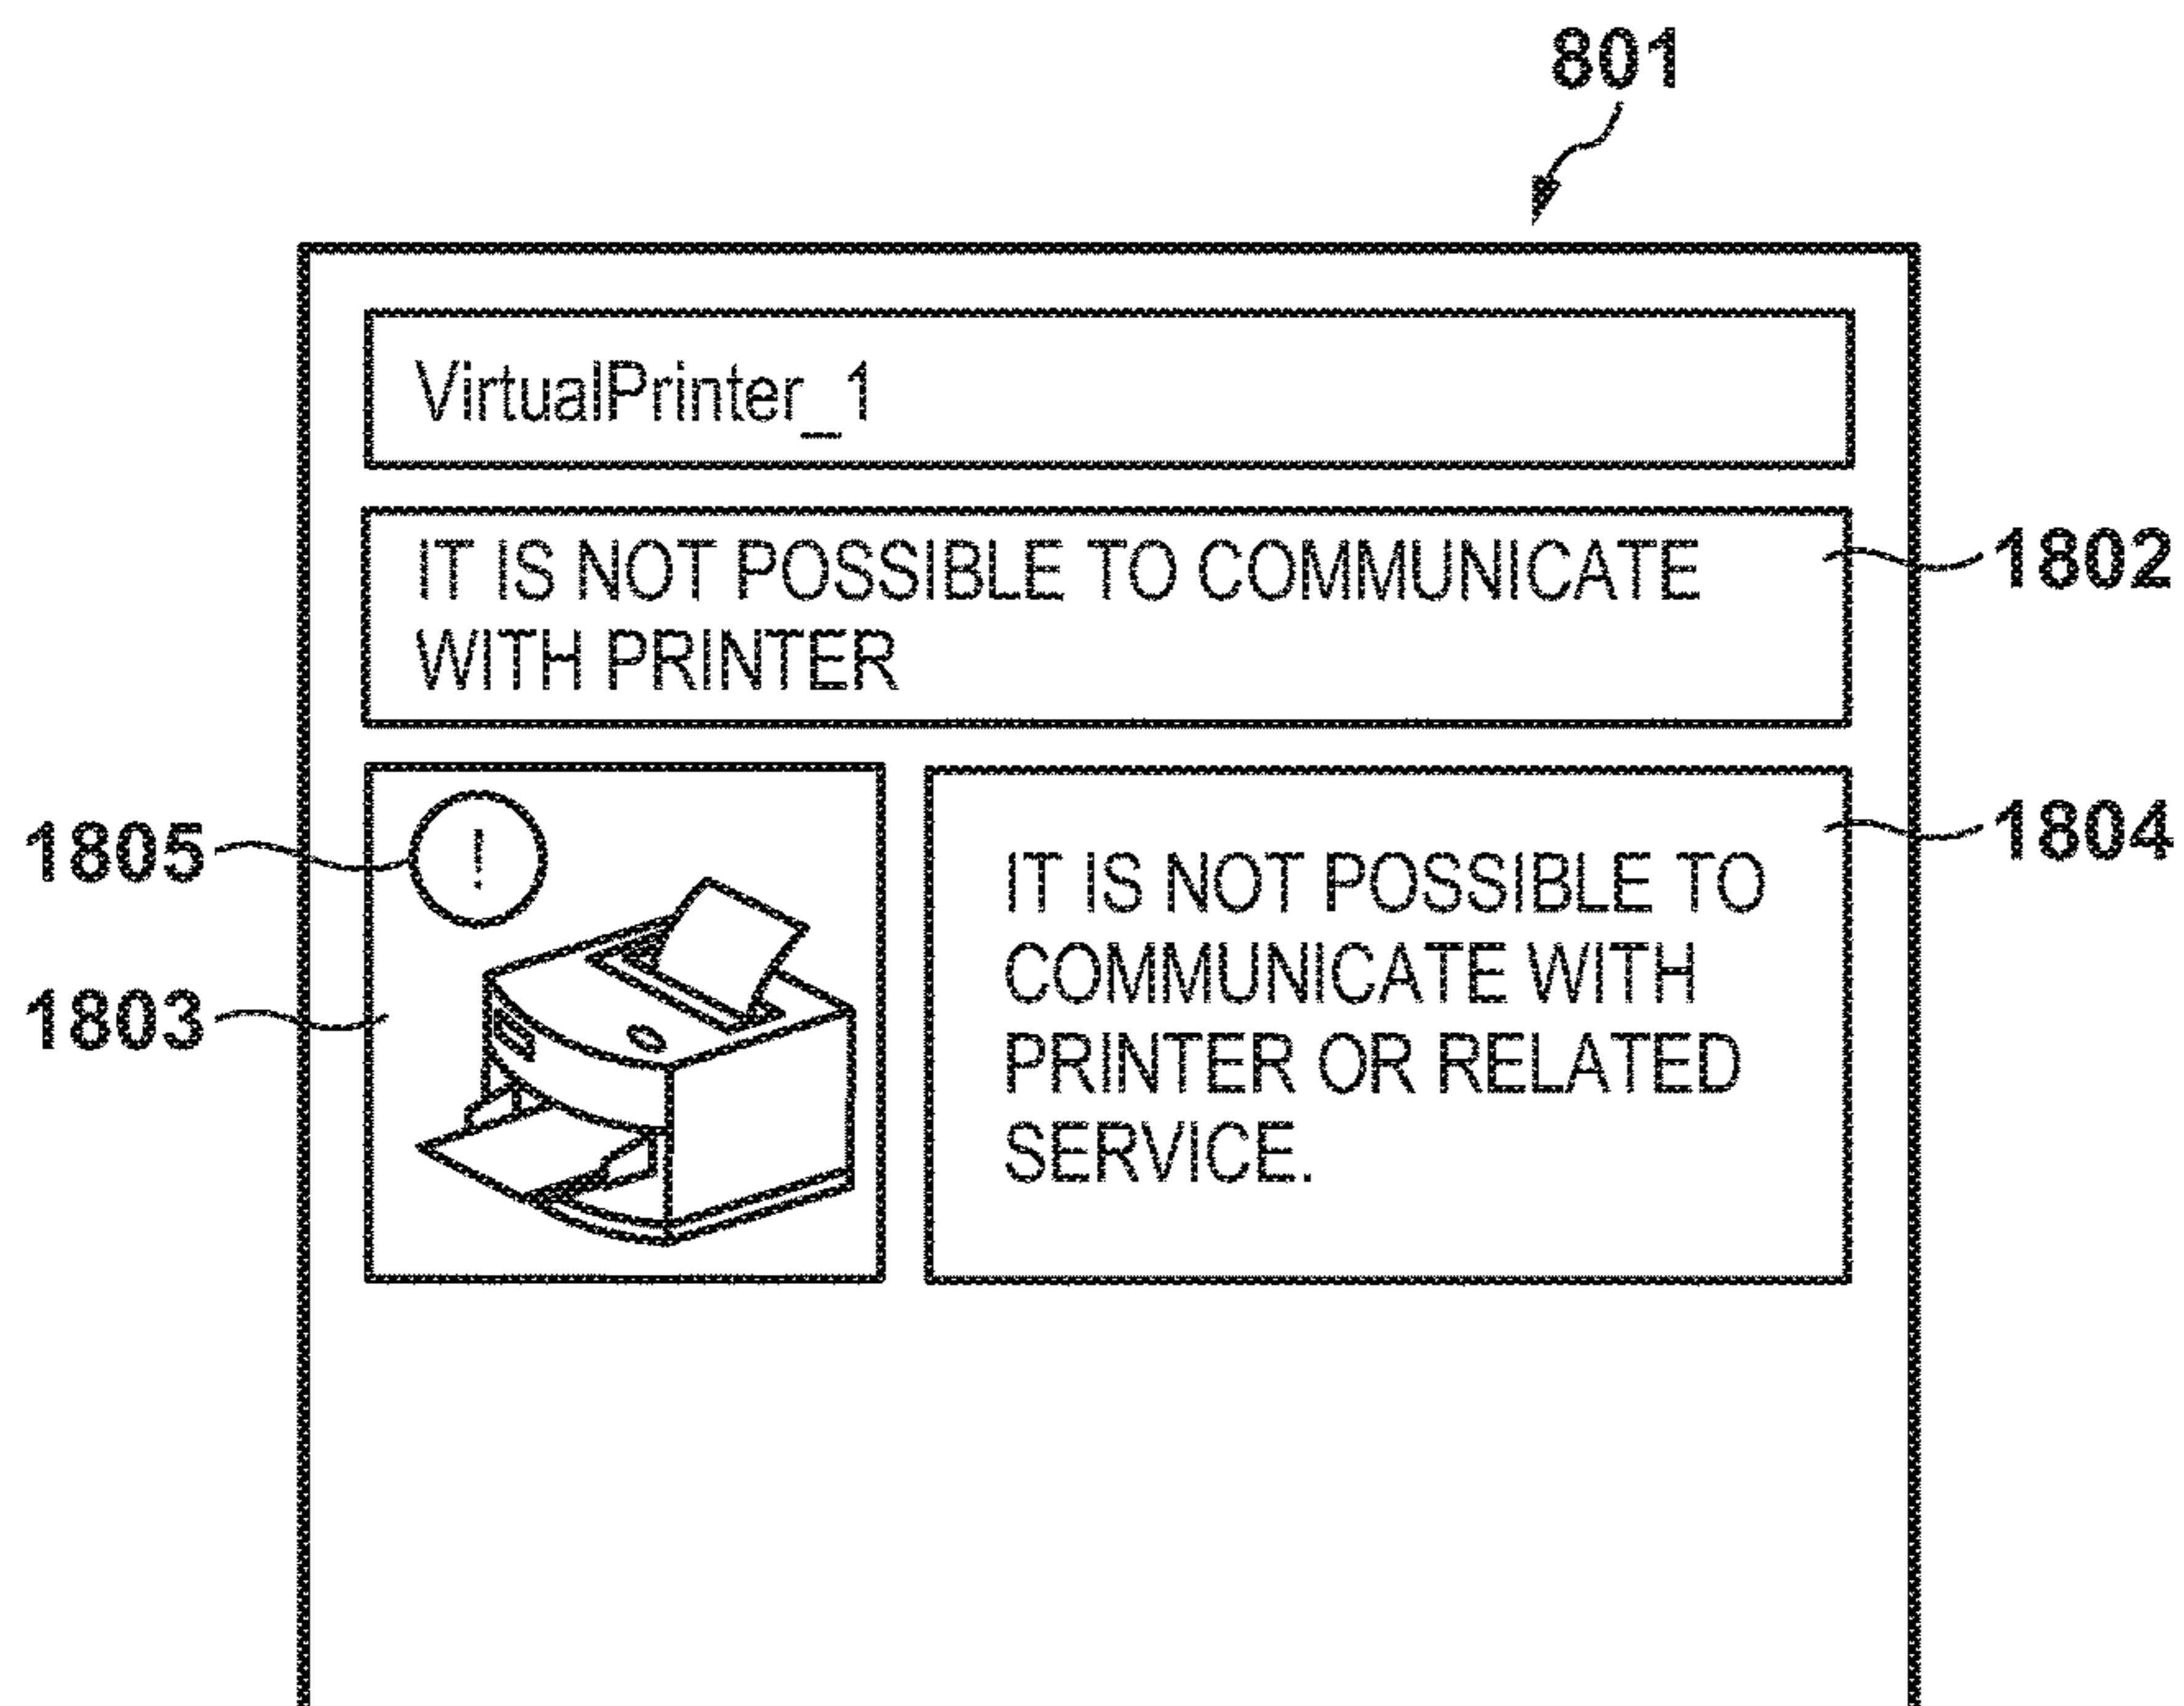 801
VirtualPrinter_1
IT IS NOT POSSIBLE TO COMMUNICATE
WITH PRINTER
1802
1805
!
1803
IT IS NOT POSSIBLE TO
COMMUNICATE WITH
PRINTER OR RELATED
SERVICE.
1804